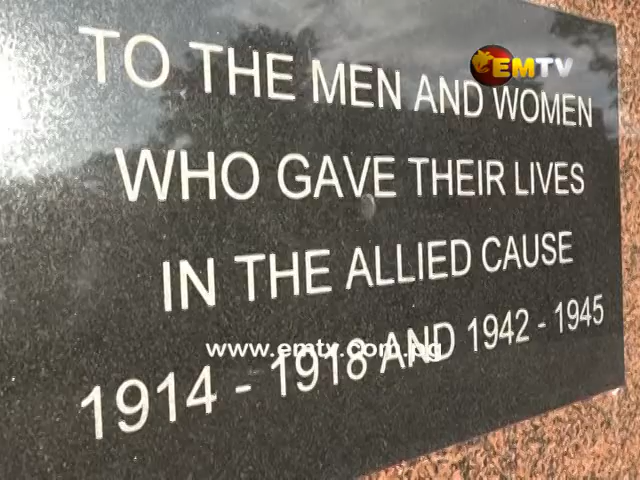 EMTV
TO THE MEN AND WOMEN
WHO GAVE THEIR LIVES
IN THE ALLIED CAUSE
www.emtv.com.pg
1914 - 1918 AND 1942 - 1945